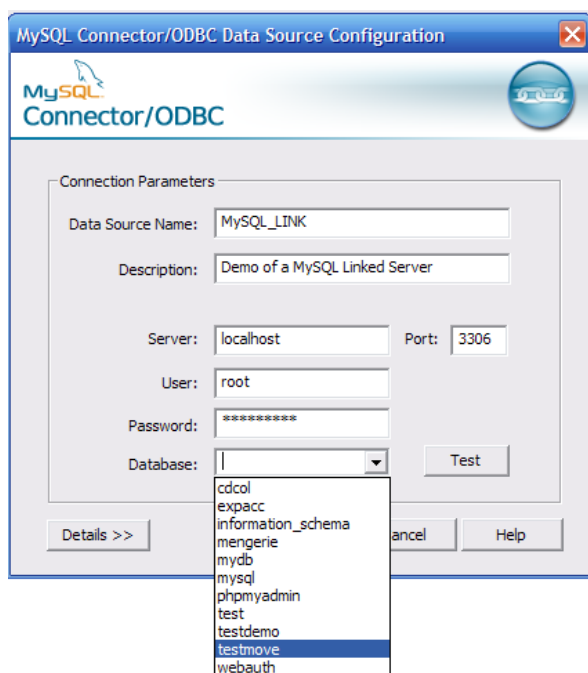 MySQL Connector/ODBC Data Source Configuration
MySQL
Connector/ODBC
Connection Parameters
Data Source Name: MySQL_LINK
Description: Demo of a MySQL Linked Server
Server: localhost Port: 3306
User: root
Password: *********
Database: Test
cdcol
expacc
information_schema
mengerie
mydb
mysql
phpmyadmin
test
testdemo
testmove
webauth
Details >> ancel Help